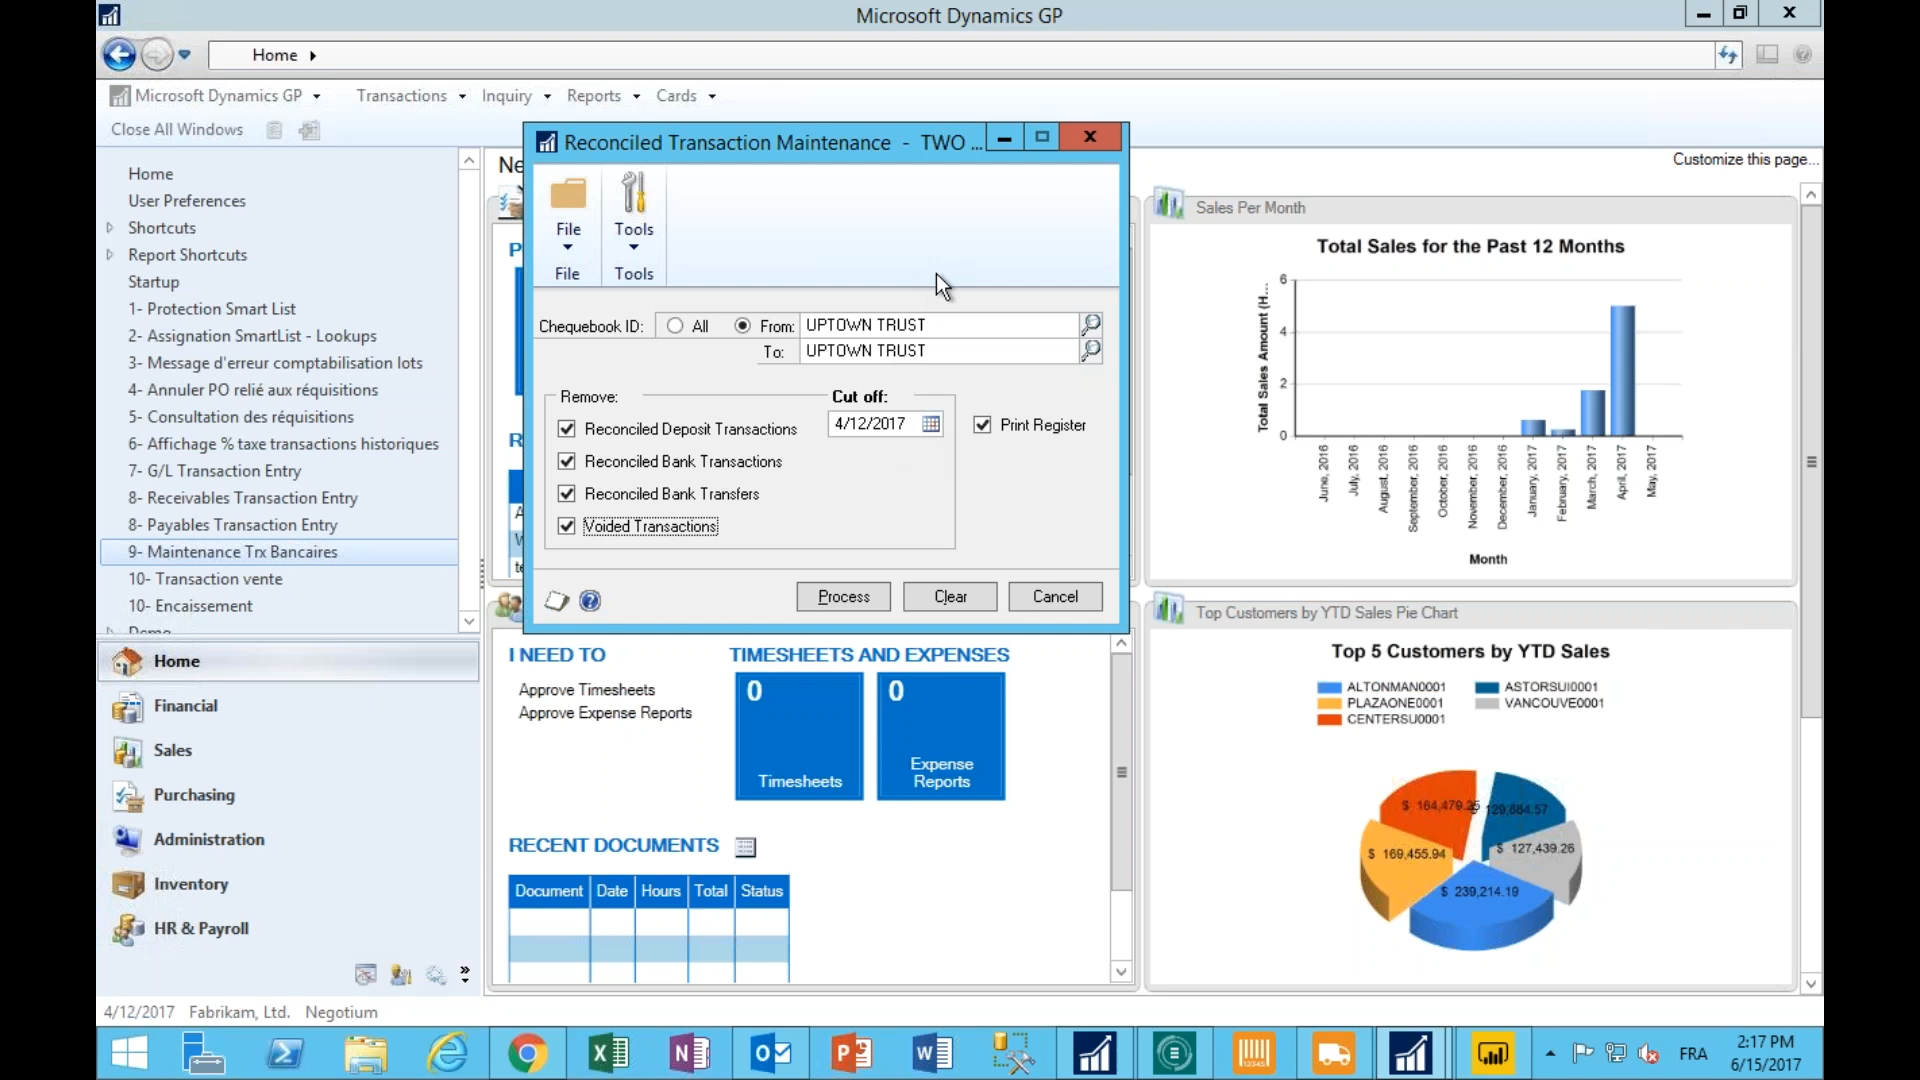 Microsoft Dynamics GP
Home
Microsoft Dynamics GP Transactions Inquiry Reports Cards
Close All Windows
Home
User Preferences
Shortcuts
Report Shortcuts
Startup
1- Protection Smart List
2- Assignation SmartList - Lookups
3- Message d'erreur comptabilisation lots
4- Annuler PO relié aux réquisitions
5- Consultation des réquisitions
6- Affichage % taxe transactions historiques
7- G/L Transaction Entry
8- Receivables Transaction Entry
8- Payables Transaction Entry
9- Maintenance Trx Bancaires
10- Transaction vente
10- Encaissement
Home
Financial
Sales
Purchasing
Administration
Inventory
HR & Payroll
Customize this page...
Reconciled Transaction Maintenance - TWO ...
File
Tools
File
Tools
Chequebook ID: All From: UPTOWN TRUST
To: UPTOWN TRUST
Remove: Cut off:
4/12/2017
Print Register
Reconciled Deposit Transactions
Reconciled Bank Transactions
Reconciled Bank Transfers
Voided Transactions
Process Clear Cancel
I NEED TO
Approve Timesheets
Approve Expense Reports
TIMESHEETS AND EXPENSES
0
Timesheets
0
Expense
Reports
RECENT DOCUMENTS
Document Date Hours Total Status
Sales Per Month
Total Sales for the Past 12 Months
Total Sales Amount (H...
6
4
2
0
June, 2016
July, 2016
August, 2016
September, 2016
October, 2016
November, 2016
December, 2016
January, 2017
February, 2017
March, 2017
April, 2017
May, 2017
Month
Top Customers by YTD Sales Pie Chart
Top 5 Customers by YTD Sales
ALTONMAN0001 ASTORSUI0001
PLAZAONE0001 VANCOUVE0001
CENTERSU0001
$ 164,479.25
$ 169,455.94
$ 127,439.26
$ 239,214.19
4/12/2017 Fabrikam, Ltd. Negotium
FRA
2:17 PM
6/15/2017